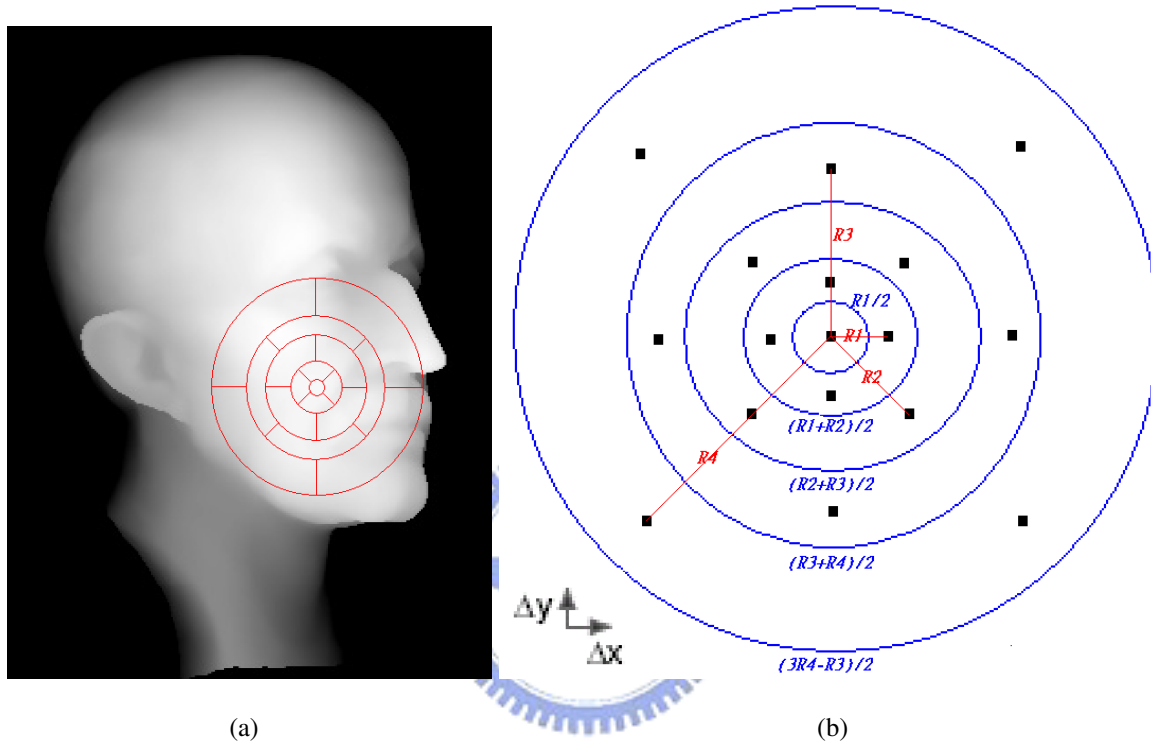 R3
R1/2
R1
R2
(R1+R2)/2
R4
(R2+R3)/2
(R3+R4)/2
Δy
Δx
(3R4-R3)/2
(a)
(b)